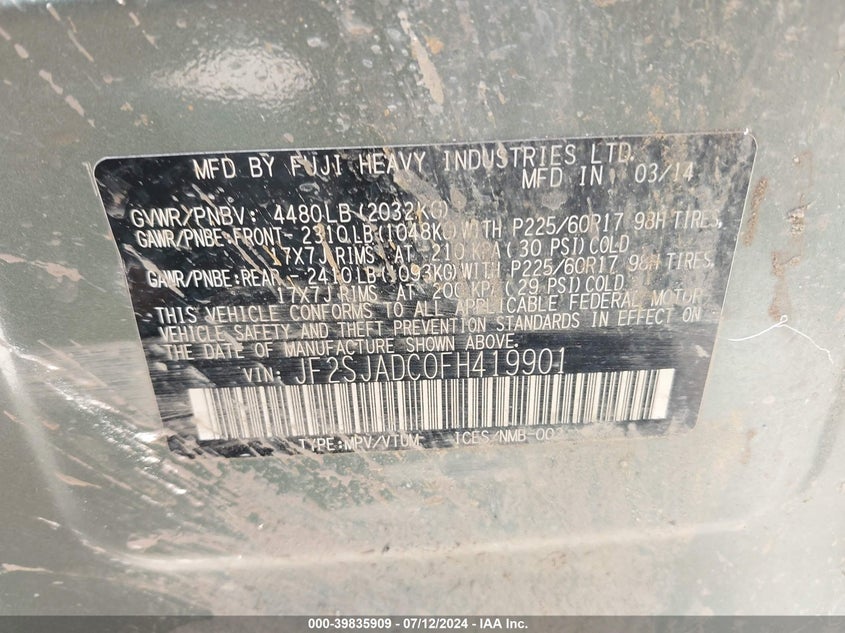 MFD BY FUJI HEAVY INDUSTRIES LTD.
MFD IN 03/14
GVWR/PNBV: 4480LB(2032KG)
GAWR/PNBE:FRONT- 2310LB(1048KG)WITH P225/60R17 98H TIRES,
17X7J RIMS AT 210 KPA(30 PSI)COLD
GAWR/PNBE:REAR - 2410LB(1093KG)WITH P225/60R17 98H TIRES,
17X7J RIMS AT 200 KPA(29 PSI)COLD
THIS VEHICLE CONFORMS TO ALL APPLICABLE FEDERAL MOTOR
VEHICLE SAFETY AND THEFT PREVENTION STANDARDS IN EFFECT ON
THE DATE OF MANUFACTURE SHOWN ABOVE.
VIN: JF2SJADC0FH419901
TYPE:MPV/VTUM ICES/NMB-002
000-39835909 - 07/12/2024 - IAA Inc.